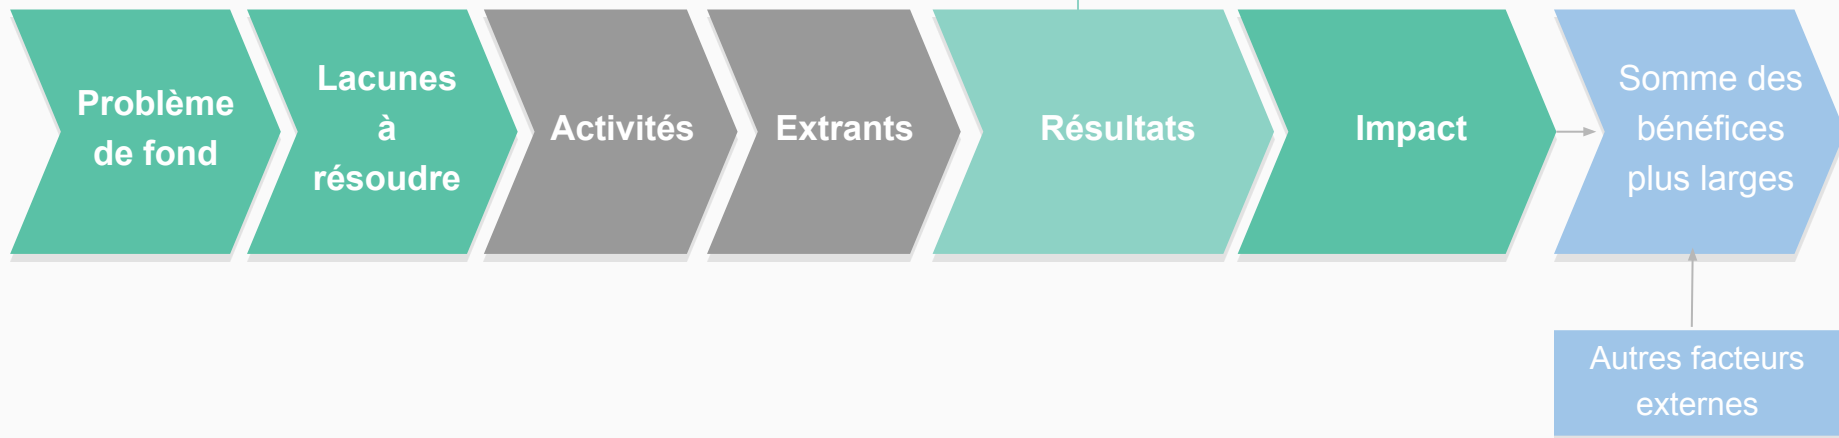 Problème
de fond
Lacunes
à
résoudre
Activités
Extrants
Résultats
Impact
Somme des
bénéfices
plus larges
Autres facteurs
externes